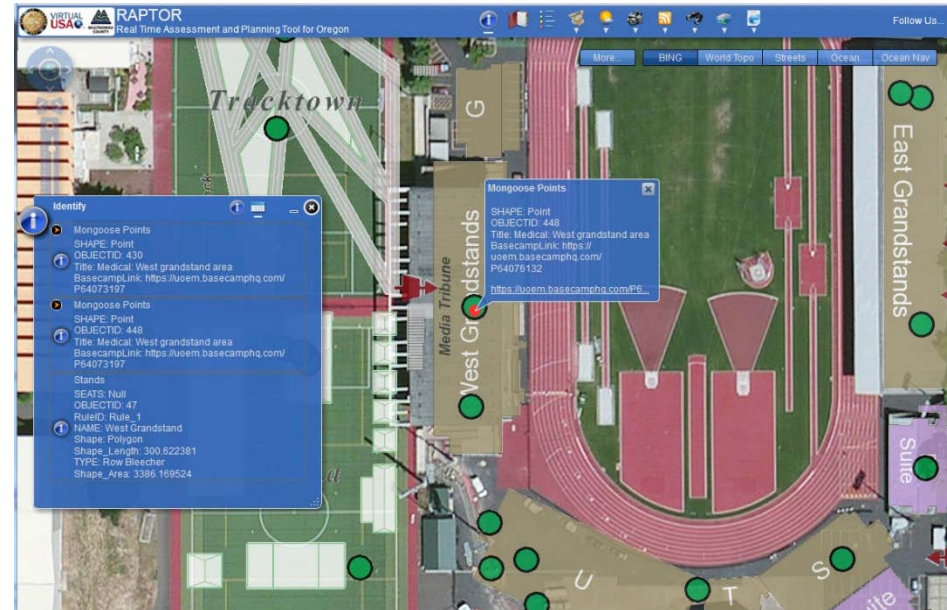 VIRTUAL
USA
MULTNOMAH
COUNTY
RAPTOR
Real Time Assessment and Planning Tool for Oregon
Follow Us...
More...
BING
World Topo
Streets
Ocean
Ocean Nav
Tracktown
G
East Grandstands
West Grandstands
Media Tribune
Suite
U
T
S
Identify
Mongoose Points
SHAPE: Point
OBJECTID: 430
Title: Medical: West grandstand area
BasecampLink: https://uoem.basecamphq.com/
P64073197
Mongoose Points
SHAPE: Point
OBJECTID: 448
Title: Medical: West grandstand area
BasecampLink: https://uoem.basecamphq.com/
P64073197
Stands
SEATS: Null
OBJECTID: 47
RuleID: Rule_1
NAME: West Grandstand
Shape: Polygon
Shape_Length: 300.622381
TYPE: Row Bleecher
Shape_Area: 3386.169524
Mongoose Points
SHAPE: Point
OBJECTID: 448
Title: Medical: West grandstand area
BasecampLink: https://
uoem.basecamphq.com/
P64076132
https://uoem.basecamphq.com/P6...